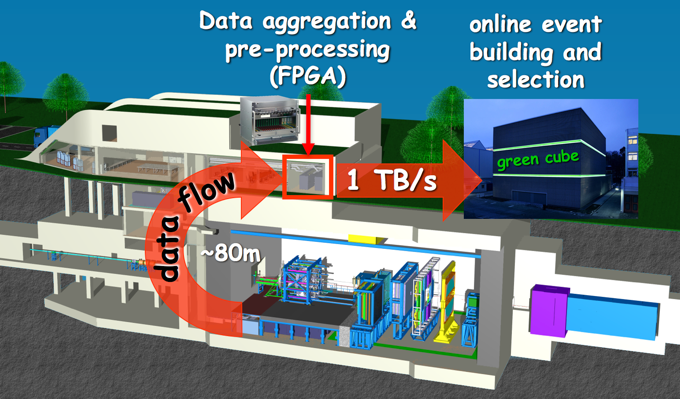 Data aggregation &
pre-processing
(FPGA)
online event
building and
selection
green cube
1 TB/s
data flow
~80m